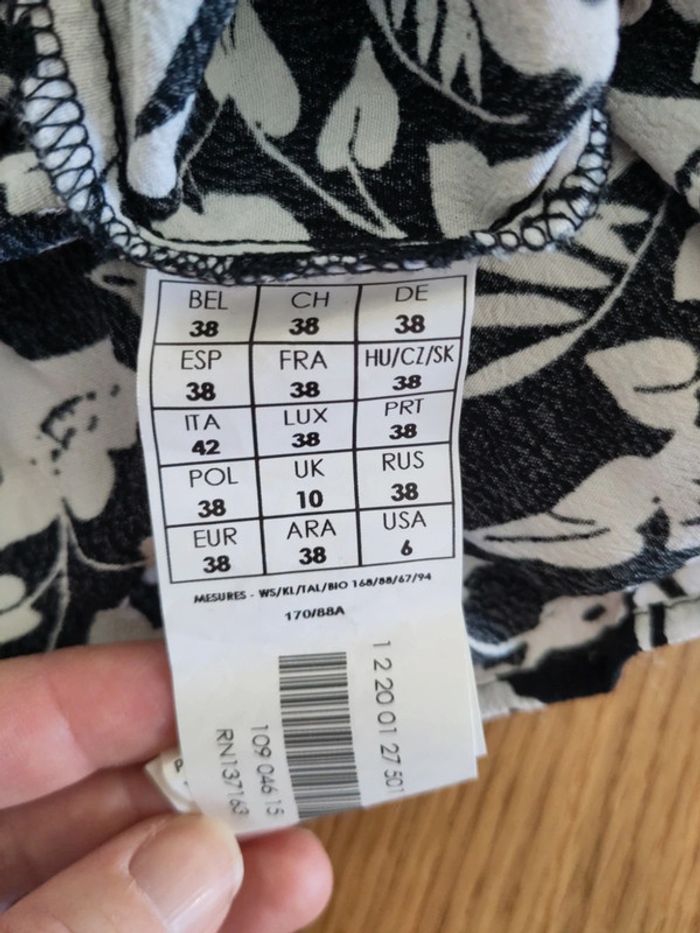 BEL CH DE
38 38 38
ESP FRA HU/CZ/SK
38 38 38
ITA LUX PRT
42 38 38
POL UK RUS
38 10 38
EUR ARA USA
38 38 6
MESURES - WS/KL/TAL/BIO 168/88/67/94
170/88A
1 2 20 01 27 501
109 04615
RN137163